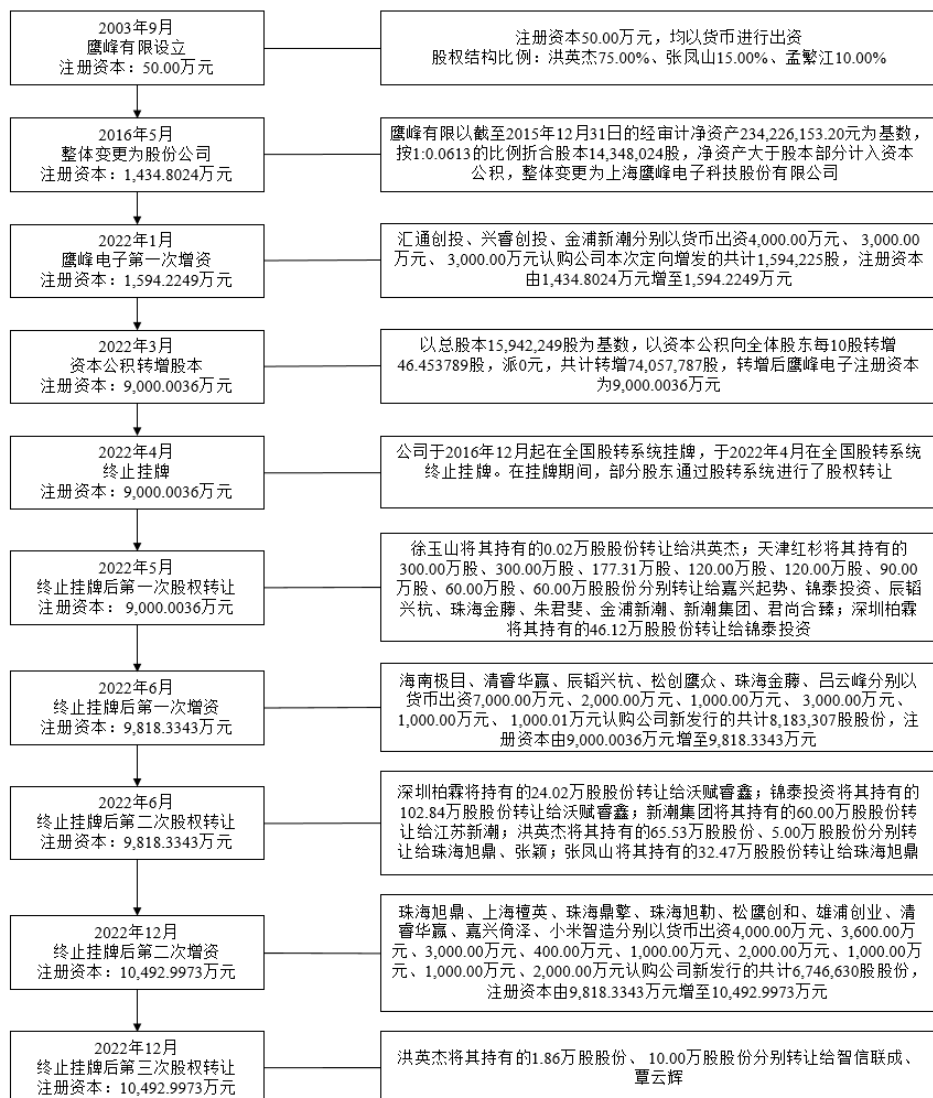 2003年9月
鹰峰有限设立
注册资本：50.00万元
注册资本50.00万元，均以货币进行出资
股权结构比例：洪英杰75.00%、张凤山15.00%、孟繁江10.00%
2016年5月
整体变更为股份公司
注册资本：1,434.8024万元
鹰峰有限以截至2015年12月31日的经审计净资产234,226,153.20元为基数，
按1:0.0613的比例折合股本14,348,024股，净资产大于股本部分计入资本
公积，整体变更为上海鹰峰电子科技股份有限公司
2022年1月
鹰峰电子第一次增资
注册资本：1,594.2249万元
汇通创投、兴睿创投、金浦新潮分别以货币出资4,000.00万元、 3,000.00
万元、 3,000.00万元认购公司本次定向增发的共计1,594,225股，注册资本
由1,434.8024万元增至1,594.2249万元
2022年3月
资本公积转增股本
注册资本：9,000.0036万元
以总股本15,942,249股为基数，以资本公积向全体股东每10股转增
46.453789股，派0元，共计转增74,057,787股，转增后鹰峰电子注册资本
为9,000.0036万元
2022年4月
终止挂牌
注册资本：9,000.0036万元
公司于2016年12月起在全国股转系统挂牌，于2022年4月在全国股转系统
终止挂牌。在挂牌期间，部分股东通过股转系统进行了股权转让
2022年5月
终止挂牌后第一次股权转让
注册资本： 9,000.0036万元
徐玉山将其持有的0.02万股股份转让给洪英杰；天津红杉将其持有的
300.00万股、300.00万股、177.31万股、120.00万股、120.00万股、90.00
万股、60.00万股、60.00万股股份分别转让给嘉兴起势、锦泰投资、辰韬
兴杭、珠海金藤、朱君斐、金浦新潮、新潮集团、君尚合臻；深圳柏霖
将其持有的46.12万股股份转让给锦泰投资
2022年6月
终止挂牌后第一次增资
注册资本：9,818.3343万元
海南极目、清睿华赢、辰韬兴杭、松创鹰众、珠海金藤、吕云峰分别以
货币出资7,000.00万元、2,000.00万元、1,000.00万元、 3,000.00万元、
1,000.00万元、 1,000.01万元认购公司新发行的共计8,183,307股股份，注
册资本由9,000.0036万元增至9,818.3343万元
2022年6月
终止挂牌后第二次股权转让
注册资本：9,818.3343万元
深圳柏霖将持有的24.02万股股份转让给沃赋睿鑫；锦泰投资将其持有的
102.84万股股份转让给沃赋睿鑫；新潮集团将其持有的60.00万股股份转
让给江苏新潮；洪英杰将其持有的65.53万股股份、5.00万股股份分别转
让给珠海旭鼎、张颖；张凤山将其持有的32.47万股股份转让给珠海旭鼎
2022年12月
终止挂牌后第二次增资
注册资本：10,492.9973万元
珠海旭鼎、上海檀英、珠海鼎擎、珠海旭勒、松鹰创和、雄浦创业、清
睿华赢、嘉兴倚泽、小米智造分别以货币出资4,000.00万元、3,600.00万
元、3,000.00万元、400.00万元、1,000.00万元、2,000.00万元、1,000.00万
元、1,000.00万元、2,000.00万元认购公司新发行的共计6,746,630股股份，
注册资本由9,818.3343万元增至10,492.9973万元
2022年12月
终止挂牌后第三次股权转让
注册资本：10,492.9973万元
洪英杰将其持有的1.86万股股份、 10.00万股股份分别转让给智信联成、
覃云辉